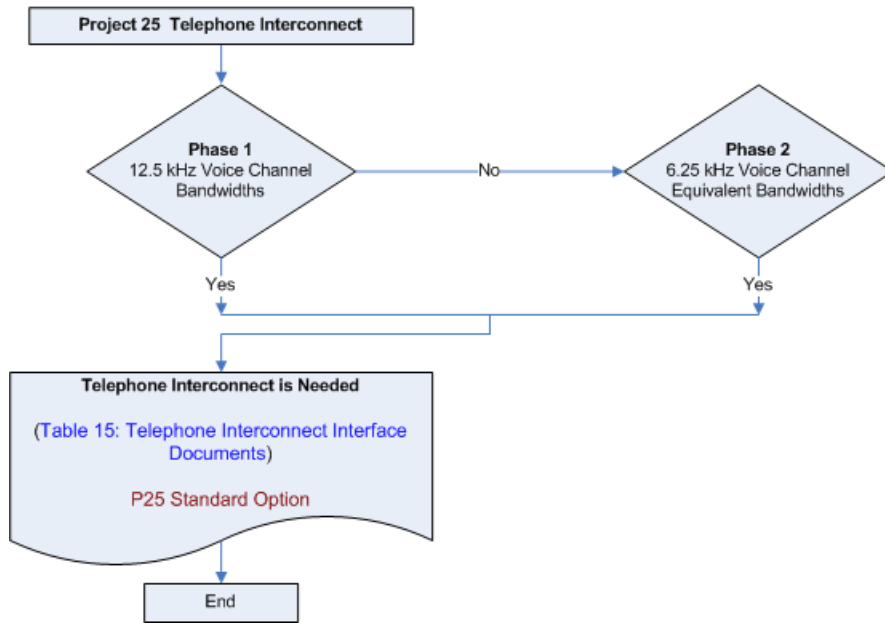 Project 25 Telephone Interconnect
Phase 1
12.5 kHz Voice Channel
Bandwidths
No
Phase 2
6.25 kHz Voice Channel
Equivalent Bandwidths
Yes
Yes
Telephone Interconnect is Needed
(Table 15: Telephone Interconnect Interface
Documents)
P25 Standard Option
End